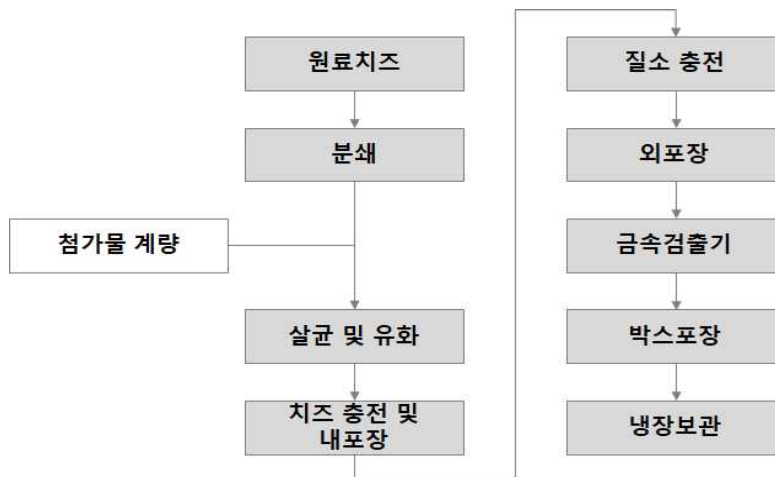 원료치즈
분쇄
첨가물 계량
살균 및 유화
치즈 충전 및
내포장
질소 충전
외포장
금속검출기
박스포장
냉장보관